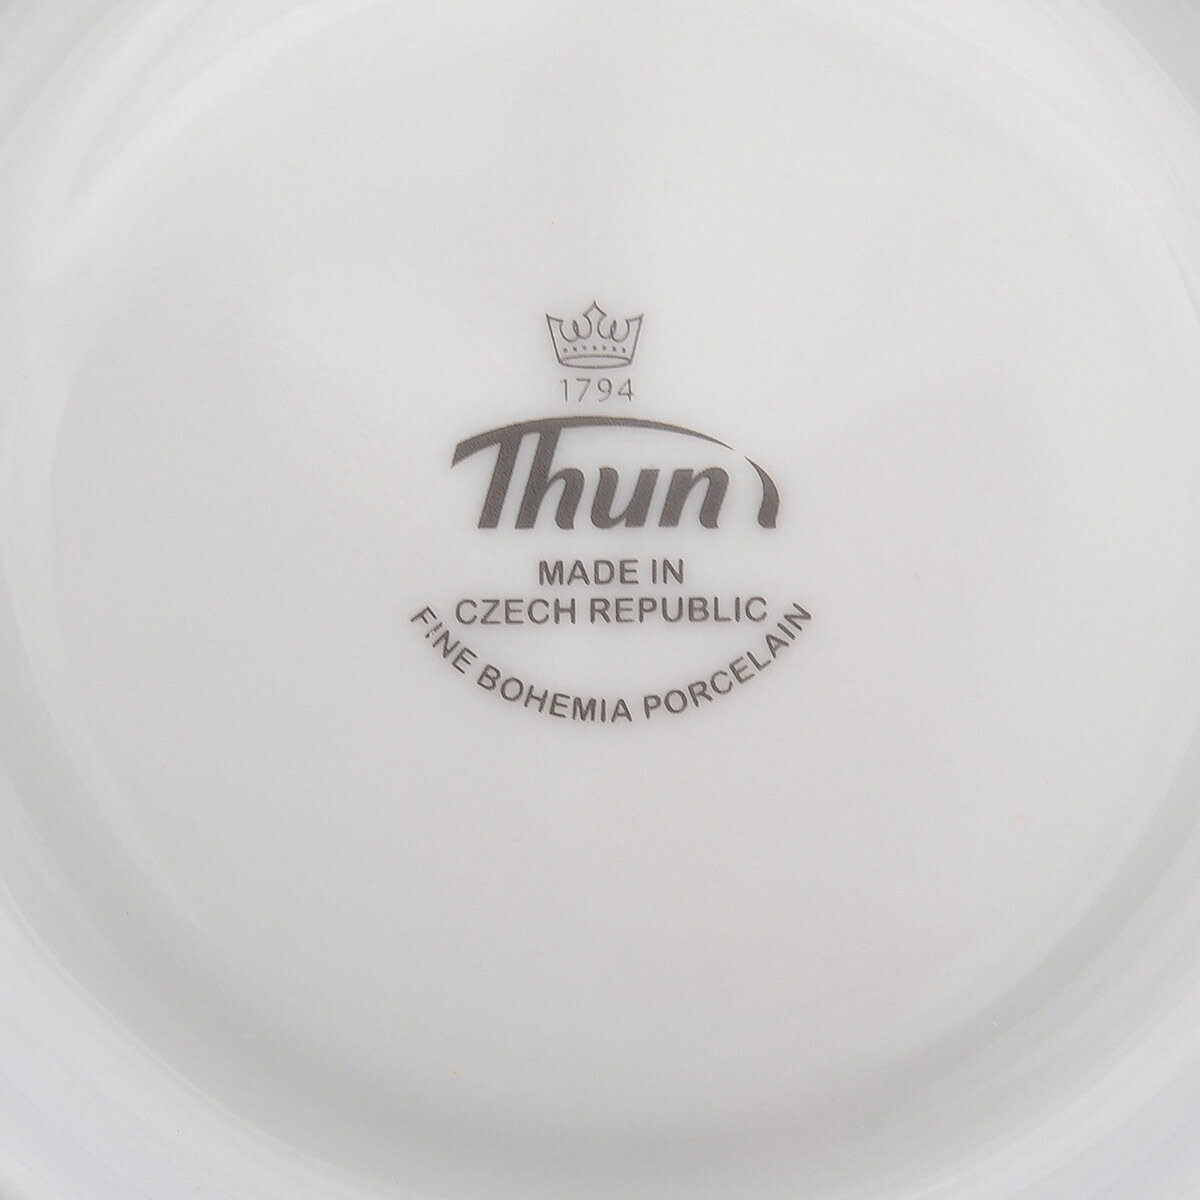 1794
Thun
MADE IN
CZECH REPUBLIC
FINE BOHEMIA PORCELAIN